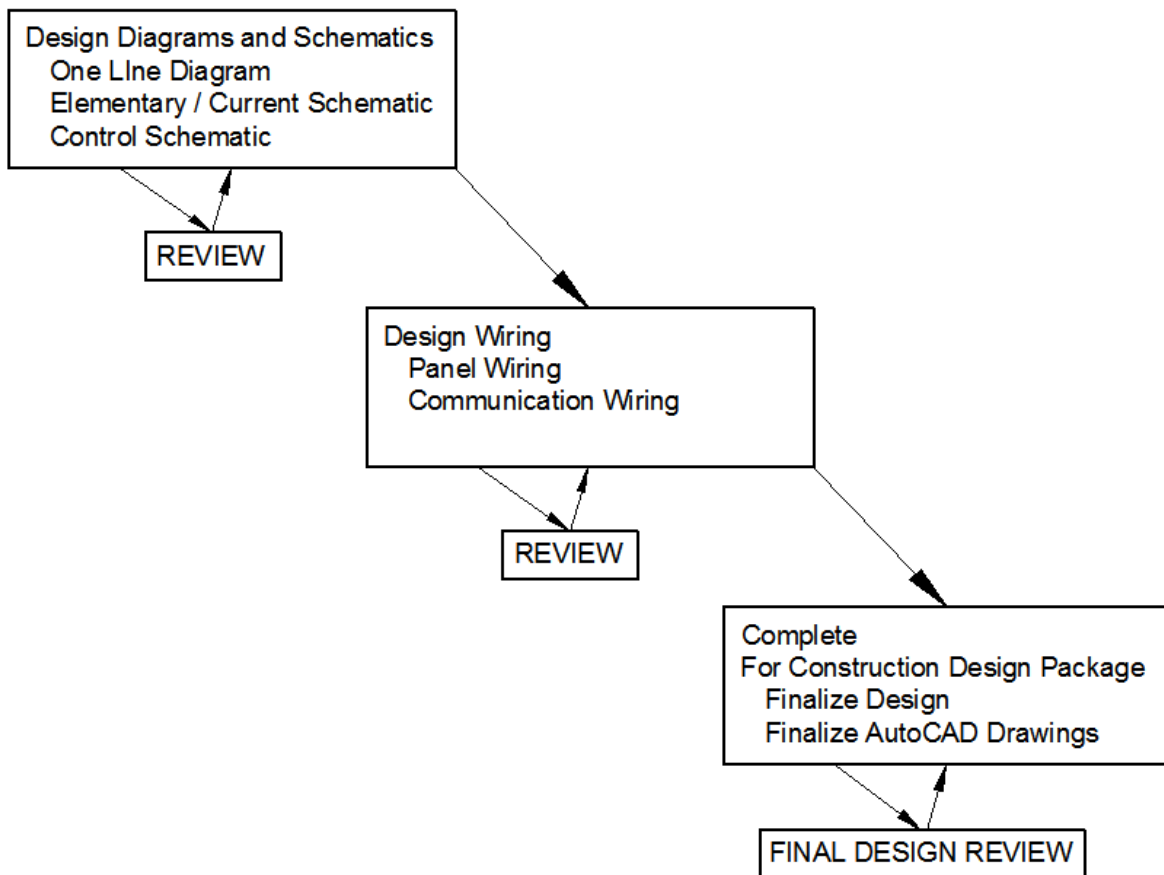 Design Diagrams and Schematics
One LIne Diagram
Elementary / Current Schematic
Control Schematic
REVIEW
Design Wiring
Panel Wiring
Communication Wiring
REVIEW
Complete
For Construction Design Package
Finalize Design
Finalize AutoCAD Drawings
FINAL DESIGN REVIEW